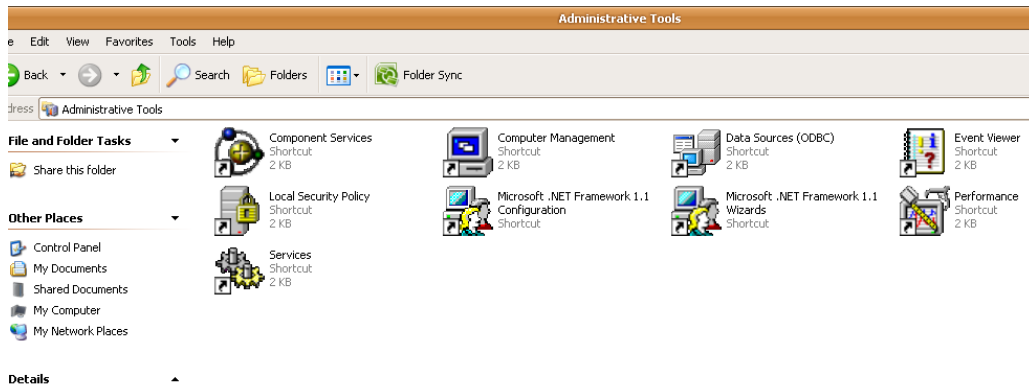 Administrative Tools
e Edit View Favorites Tools Help
Back Search Folders Folder Sync
dress Administrative Tools
File and Folder Tasks
Share this folder
Other Places
Control Panel
My Documents
Shared Documents
My Computer
My Network Places
Details
Component Services
Shortcut
2 KB
Computer Management
Shortcut
2 KB
Data Sources (ODBC)
Shortcut
2 KB
Event Viewer
Shortcut
2 KB
Local Security Policy
Shortcut
2 KB
Microsoft .NET Framework 1.1
Configuration
Shortcut
Microsoft .NET Framework 1.1
Wizards
Shortcut
Performance
Shortcut
2 KB
Services
Shortcut
2 KB